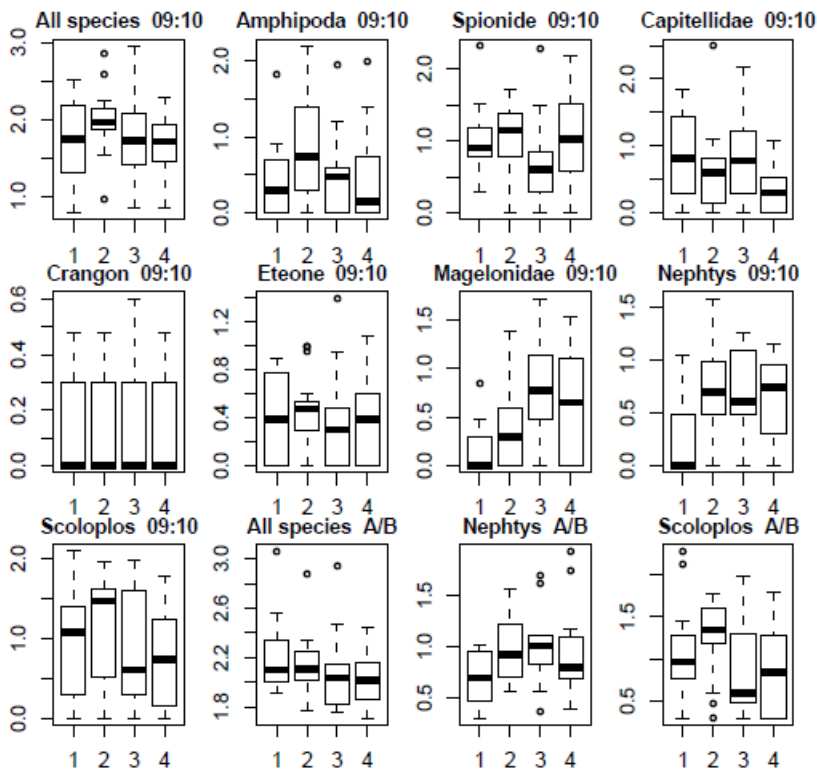 All species 09:10
1.0 2.0 3.0
1 2 3 4
Amphipoda 09:10
0.0 1.0 2.0
1 2 3 4
Spionide 09:10
0.0 1.0 2.0
1 2 3 4
Capitellidae 09:10
0.0 1.0 2.0
1 2 3 4
Crangon 09:10
0.0 0.2 0.4 0.6
1 2 3 4
Eteone 09:10
0.0 0.4 0.8 1.2
1 2 3 4
Magelonidae 09:10
0.0 0.5 1.0 1.5
1 2 3 4
Nephtys 09:10
0.0 0.5 1.0 1.5
1 2 3 4
Scoloplos 09:10
0.0 1.0 2.0
1 2 3 4
All species A/B
1.8 2.2 2.6 3.0
1 2 3 4
Nephtys A/B
0.5 1.0 1.5
1 2 3 4
Scoloplos A/B
0.5 1.5
1 2 3 4